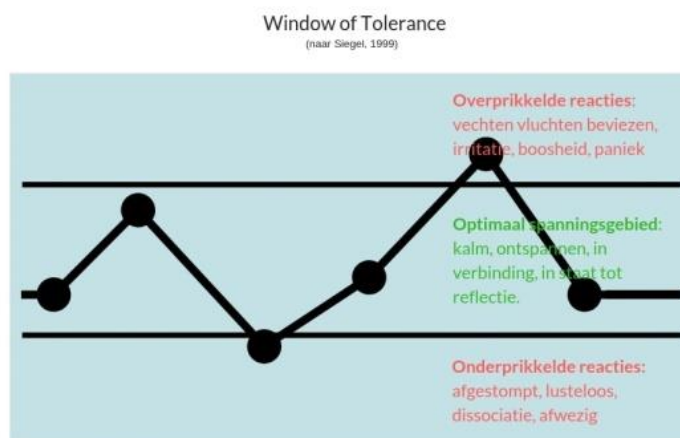 Window of Tolerance
(naar Siegel, 1999)
Overprikkelde reacties:
vechten vluchten beviezen,
irritatie, boosheid, paniek
Optimaal spanningsgebied:
kalm, ontspannen, in
verbinding, in staat tot
reflectie.
Onderprikkelde reacties:
afgestompt, lusteloos,
dissociatie, afwezig